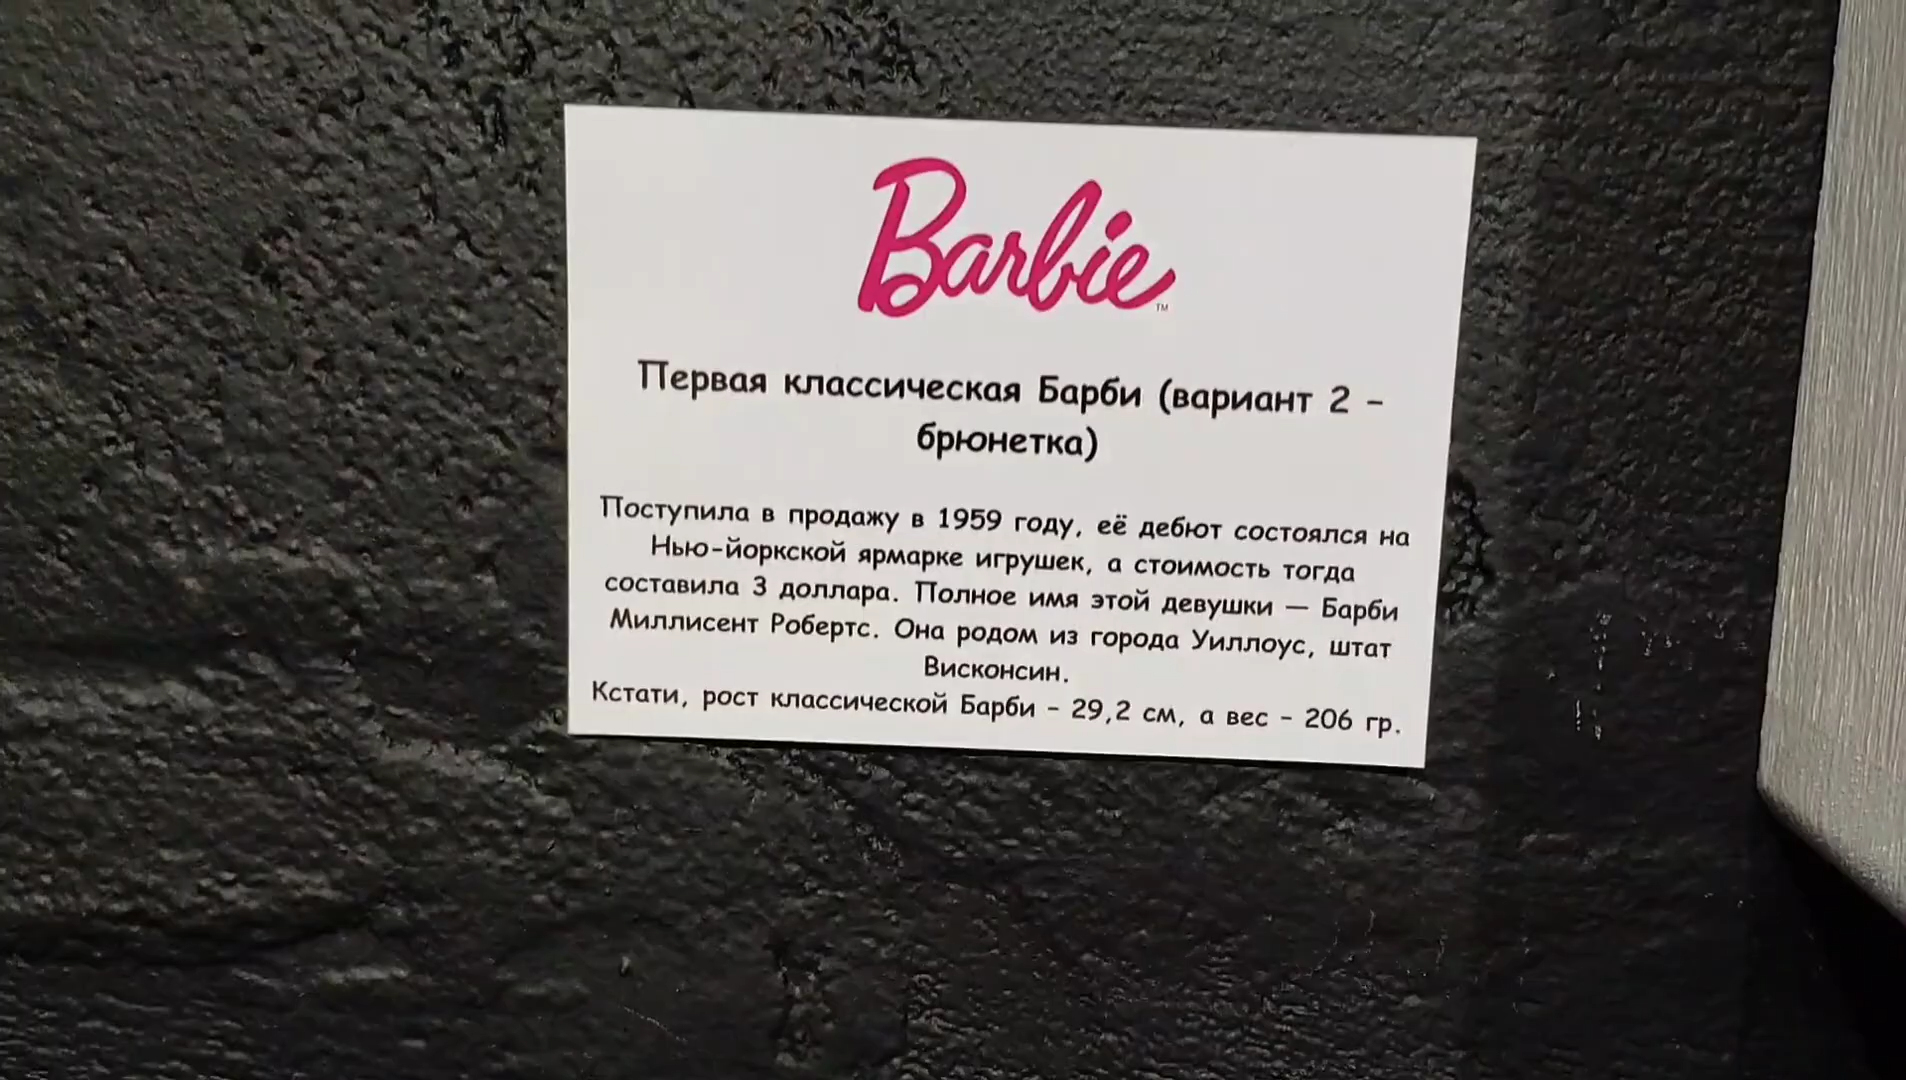 Barbie™
Первая классическая Барби (вариант 2 –
брюнетка)
Поступила в продажу в 1959 году, её дебют состоялся на
Нью-йоркской ярмарке игрушек, а стоимость тогда
составила 3 доллара. Полное имя этой девушки — Барби
Миллисент Робертс. Она родом из города Уиллоус, штат
Висконсин.
Кстати, рост классической Барби – 29,2 см, а вес – 206 гр.